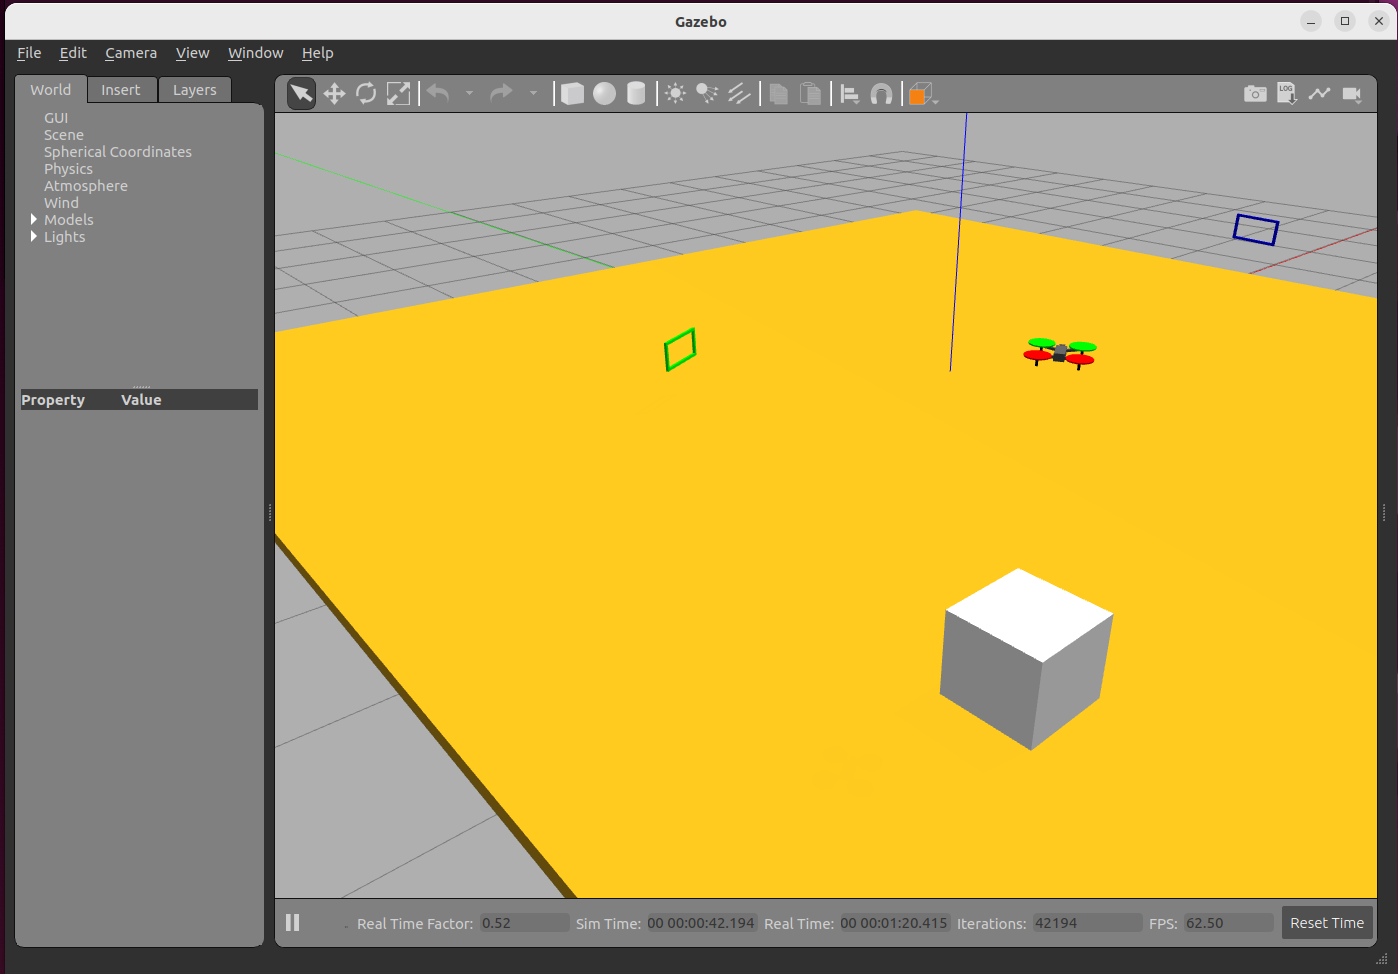 Gazebo
File Edit Camera View Window Help
World Insert Layers
LOG
GUI
Scene
Spherical Coordinates
Physics
Atmosphere
Wind
Models
Lights
Property Value
Real Time Factor: 0.52 Sim Time: 00 00:00:42.194 Real Time: 00 00:01:20.415 Iterations: 42194 FPS: 62.50 Reset Time